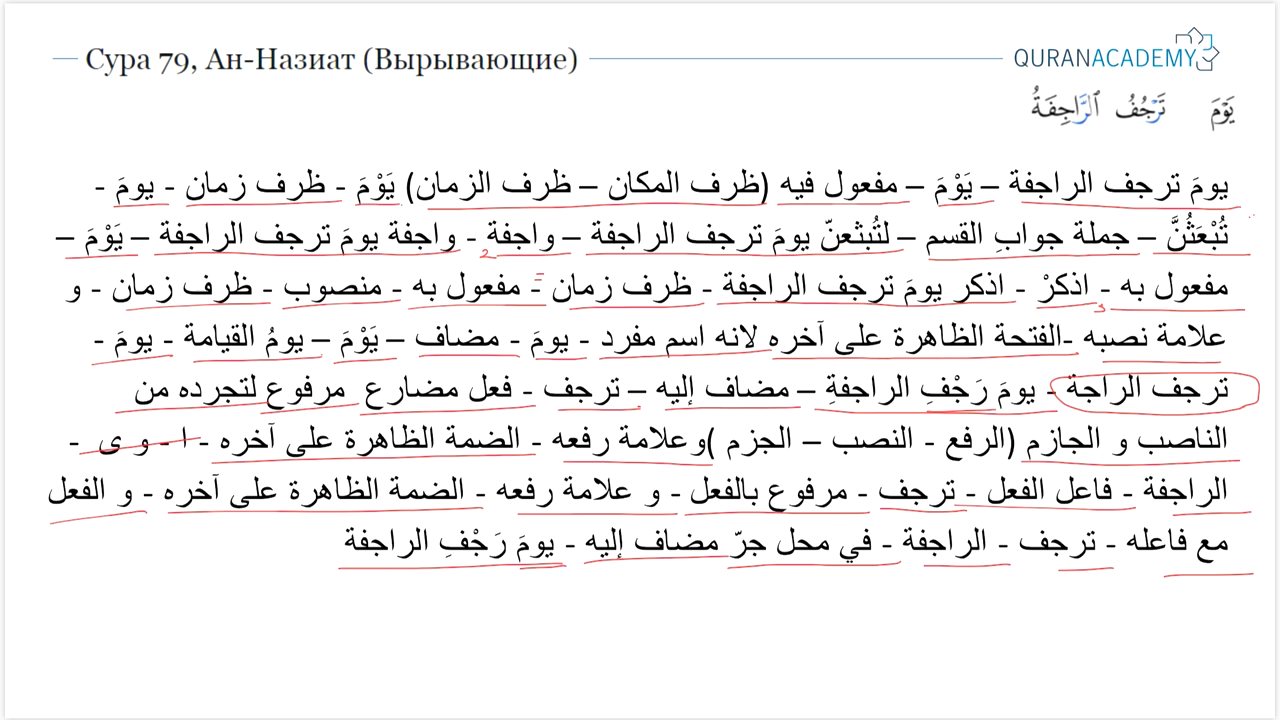 Сура 79, Ан-Назиат (Вырывающие)
QURANACADEMY
يَوْمَ تَرْجُفُ ٱلرَّاجِفَةُ
يومَ ترجف الراجفة – يَوْمَ – مفعول فيه (ظرف المكان – ظرف الزمان) يَوْمَ - ظرف زمان - يومَ -
تُبْعَثُنَّ – جملة جوابِ القسم – لتُبثعنّ يومَ ترجف الراجفة – واجفة - واجفة يومَ ترجف الراجفة – يَوْمَ –
مفعول به - اذكرْ - اذكر يومَ ترجف الراجفة - ظرف زمان - مفعول به - منصوب - ظرف زمان - و
علامة نصبه -الفتحة الظاهرة على آخره لانه اسم مفرد - يومَ - مضاف – يَوْمَ – يومُ القيامة - يومَ -
ترجف الراجة - يومَ رَجْفِ الراجفةِ – مضاف إليه – ترجف - فعل مضارع مرفوع لتجرده من
الناصب و الجازم (الرفع - النصب – الجزم )وعلامة رفعه - الضمة الظاهرة على آخره - ا - و ى -
الراجفة - فاعل الفعل - ترجف - مرفوع بالفعل - و علامة رفعه - الضمة الظاهرة على آخره - و الفعل
مع فاعله - ترجف - الراجفة - في محل جرّ مضاف إليه - يومَ رَجْفِ الراجفة